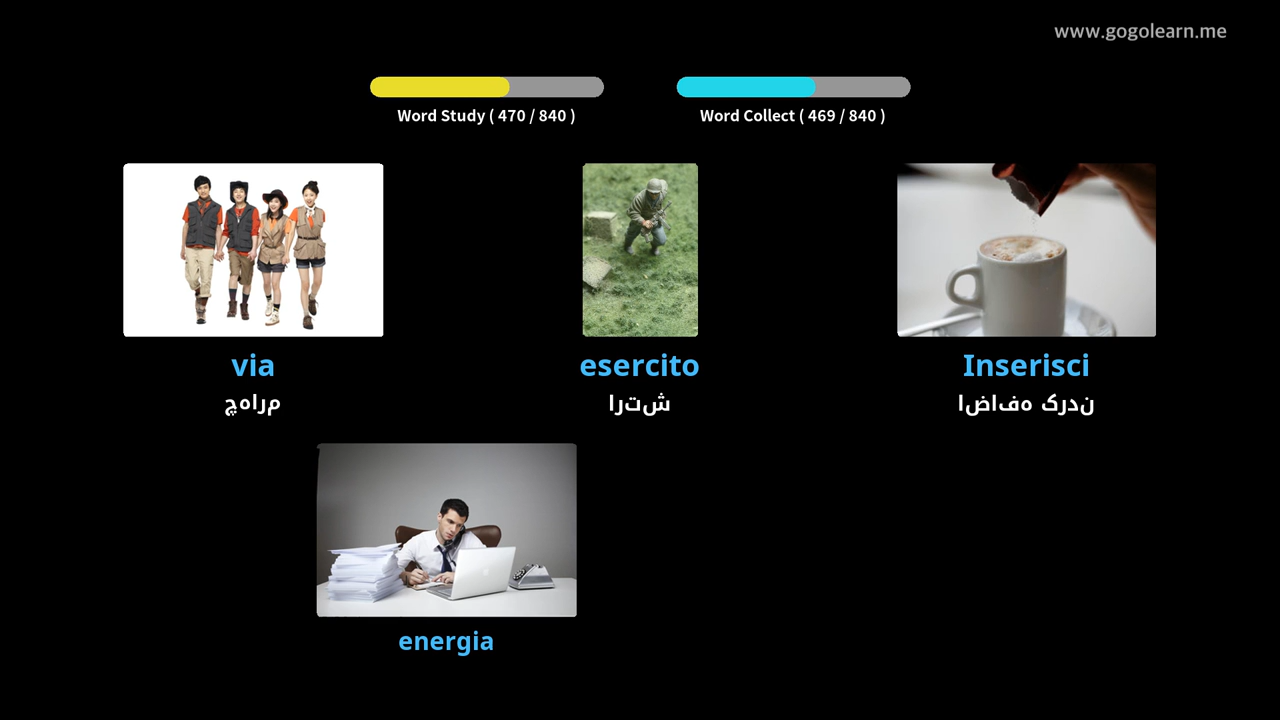 www.gogolearn.me
Word Study ( 470 / 840 )
Word Collect ( 469 / 840 )
via
esercito
Inserisci
مراهچ
شترا
ندرک هفاضا
energia